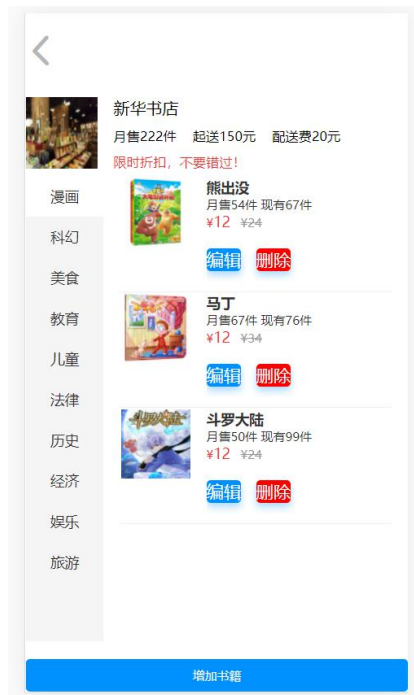 新华书店
月售222件 起送150元 配送费20元
限时折扣，不要错过！
漫画
科幻
美食
教育
儿童
法律
历史
经济
娱乐
旅游
熊出没
月售54件 现有67件
¥12 ¥24
编辑 删除
马丁
月售67件 现有76件
¥12 ¥34
编辑 删除
斗罗大陆
斗罗大陆
月售50件 现有99件
¥12 ¥24
编辑 删除
增加书籍